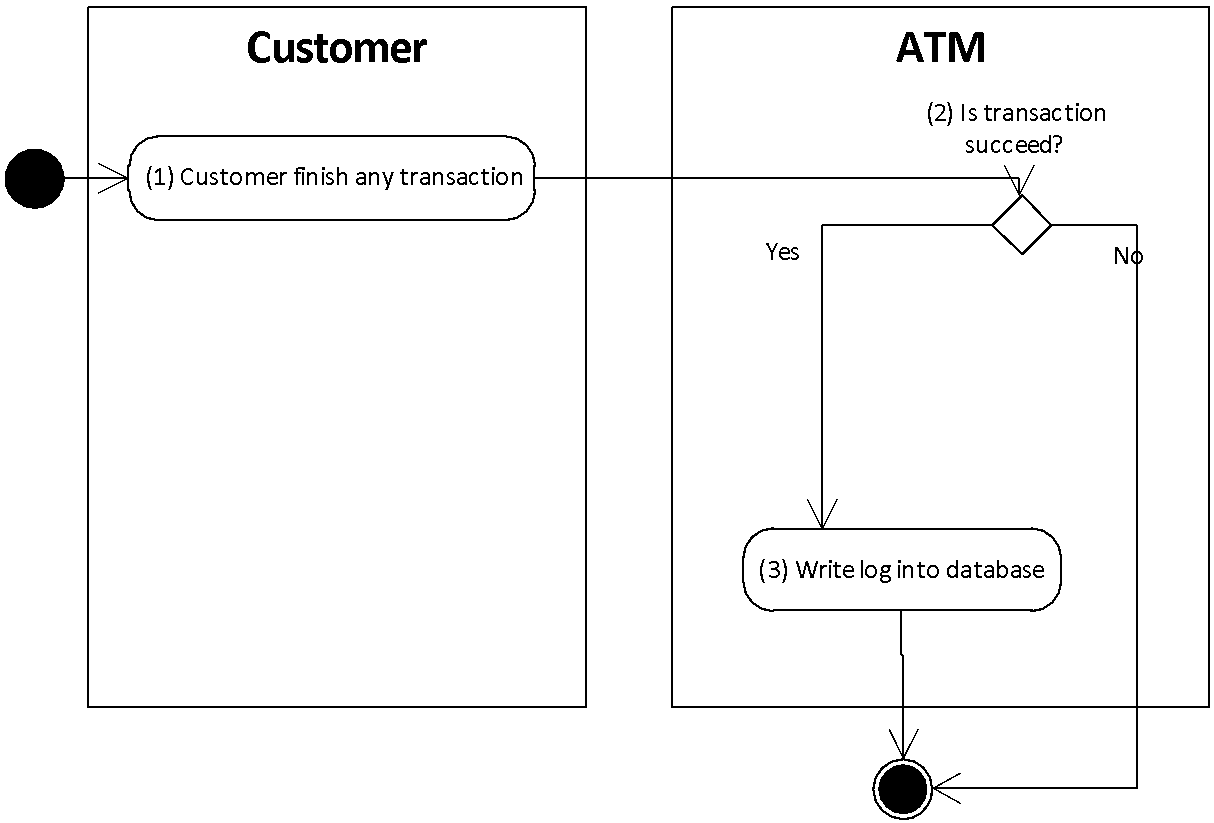 Customer
ATM
(2) Is transaction
succeed?
(1) Customer finish any transaction
Yes
No
(3) Write log into database